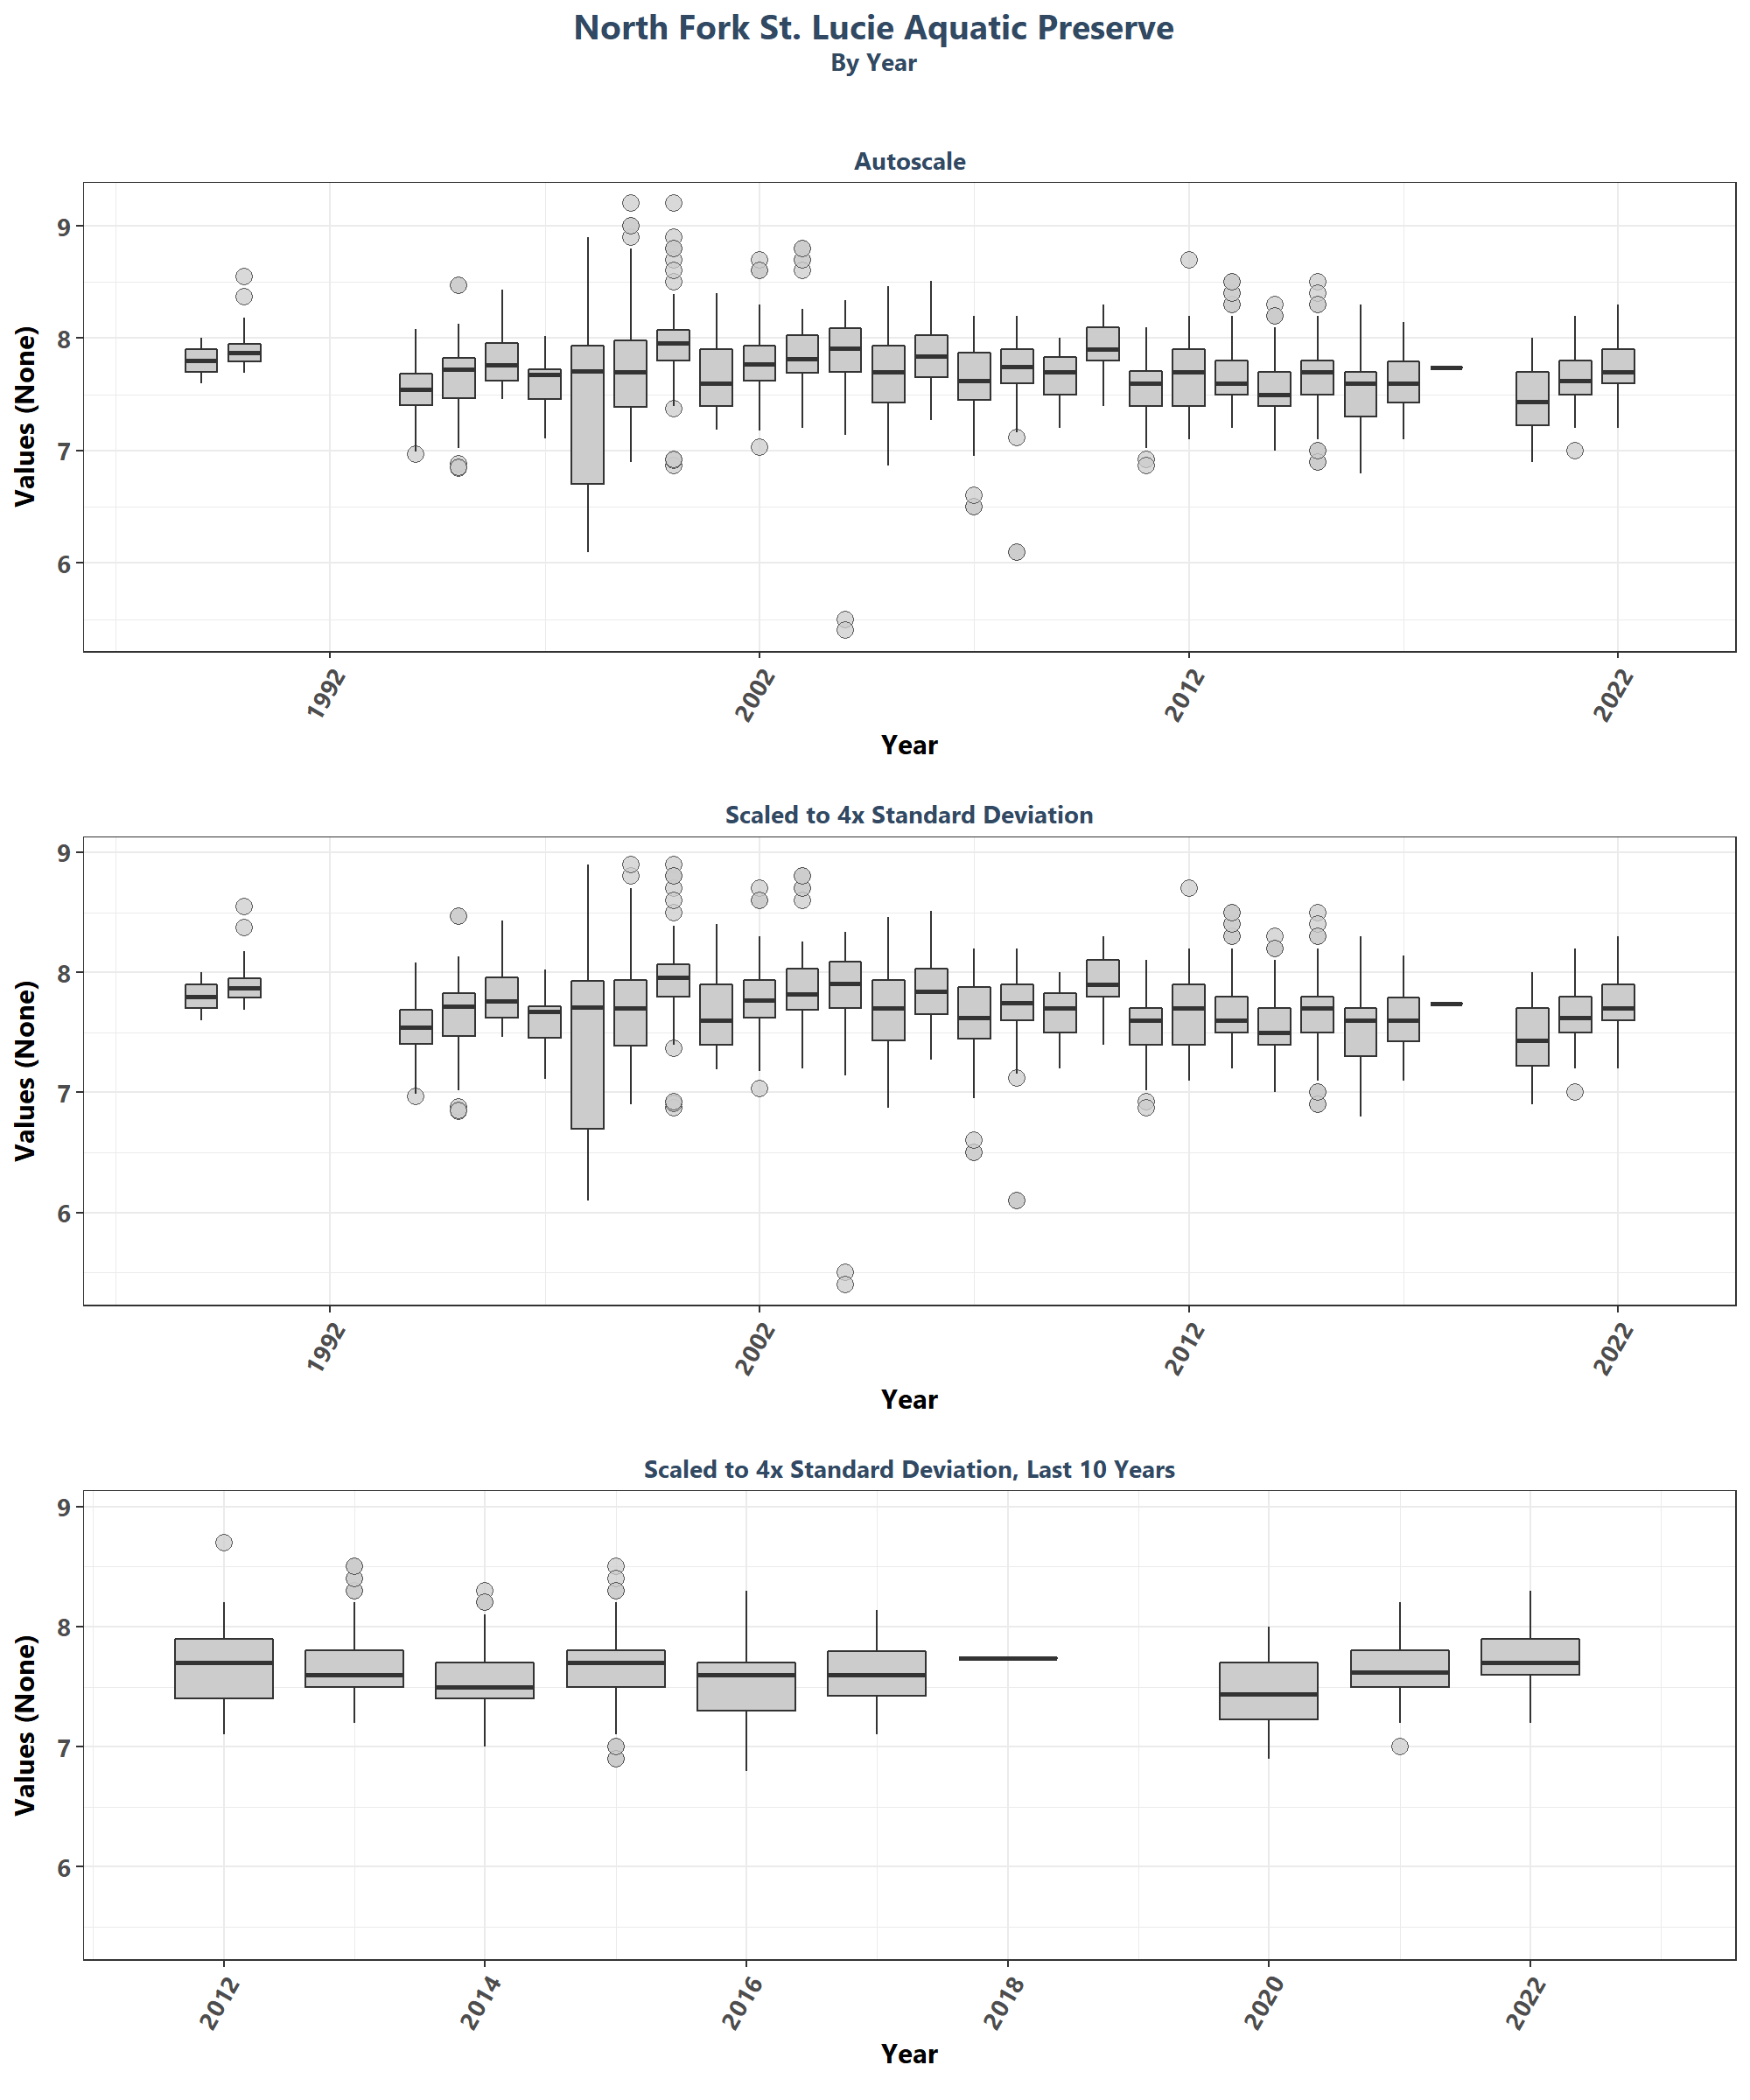 North Fork St. Lucie Aquatic Preserve
By Year
Autoscale
Values (None)
9
8
7
6
1992
2002
2012
2022
Year
Scaled to 4x Standard Deviation
Values (None)
9
8
7
6
1992
2002
2012
2022
Year
Scaled to 4x Standard Deviation, Last 10 Years
Values (None)
9
8
7
6
2012
2014
2016
2018
2020
2022
Year